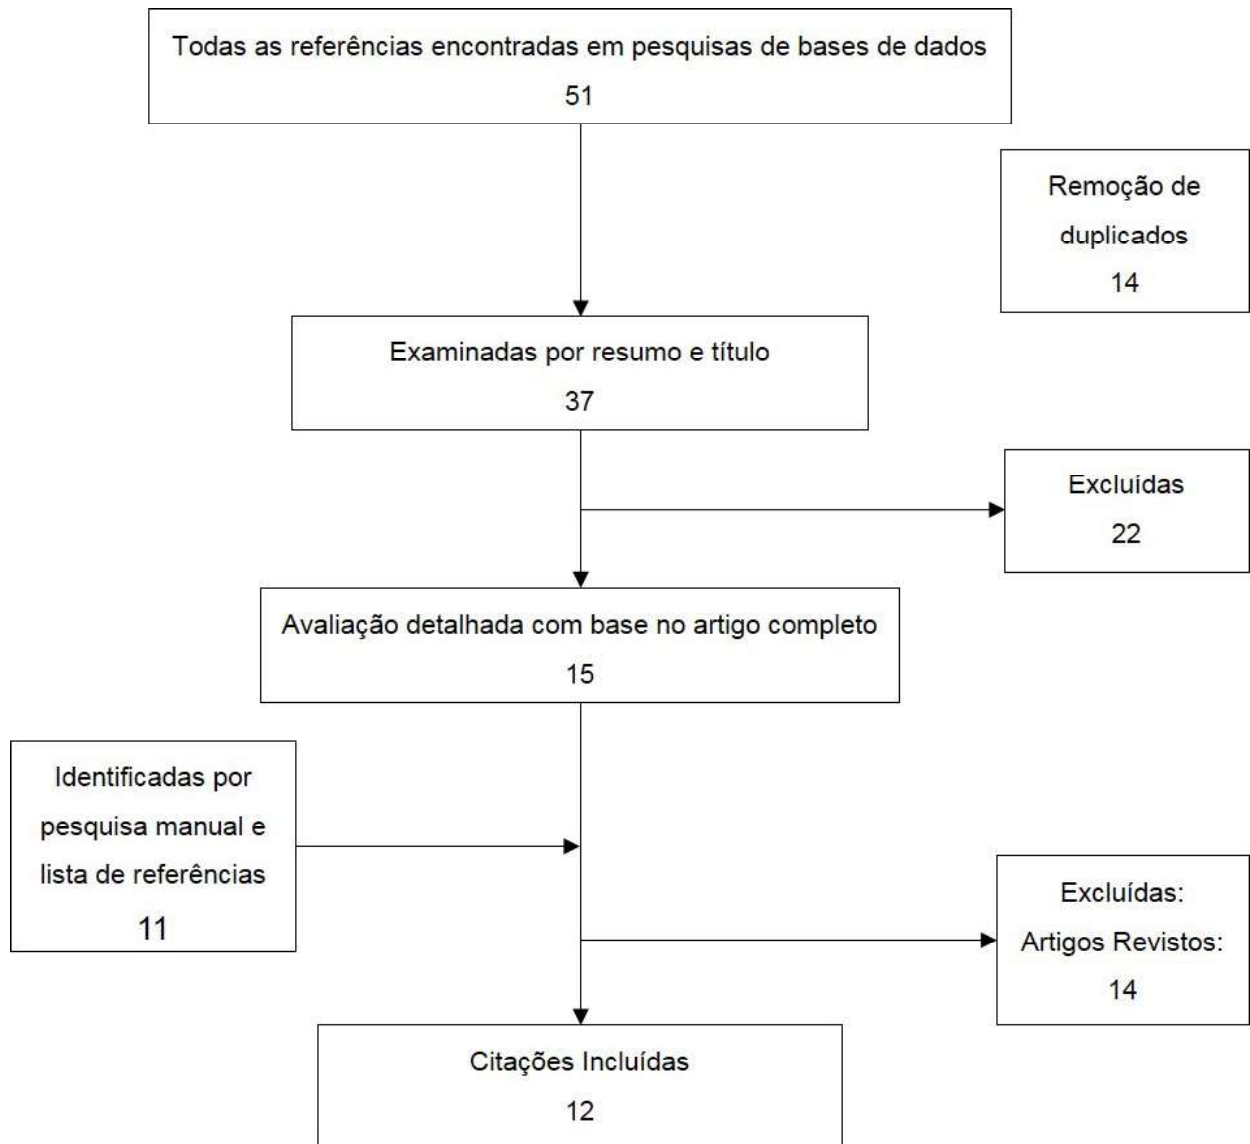 Todas as referências encontradas em pesquisas de bases de dados
51
Remoção de
duplicados
14
Examinadas por resumo e título
37
Excluídas
22
Avaliação detalhada com base no artigo completo
15
Identificadas por
pesquisa manual e
lista de referências
11
Excluídas:
Artigos Revistos:
14
Citações Incluídas
12